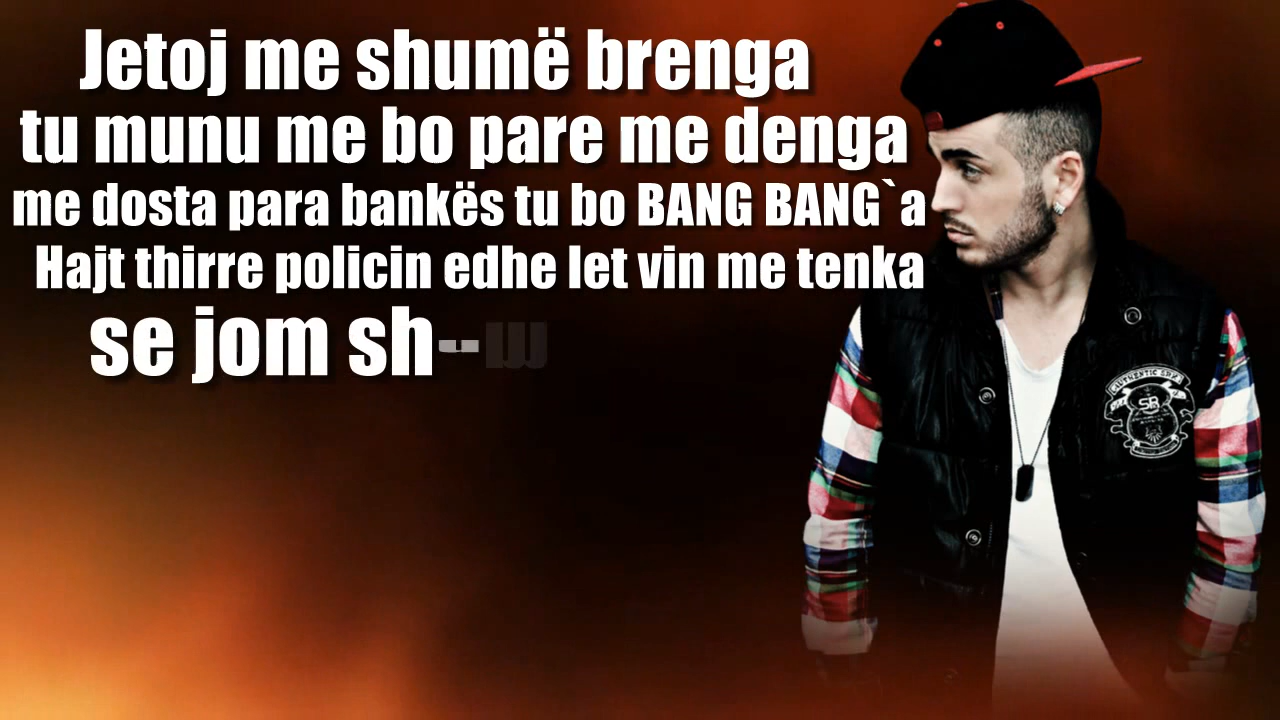 Jetoj me shumë brenga
tu munu me bo pare me denga
me dosta para bankës tu bo BANG BANG`a
Hajt thirre policin edhe let vin me tenka
se jom sh
SR